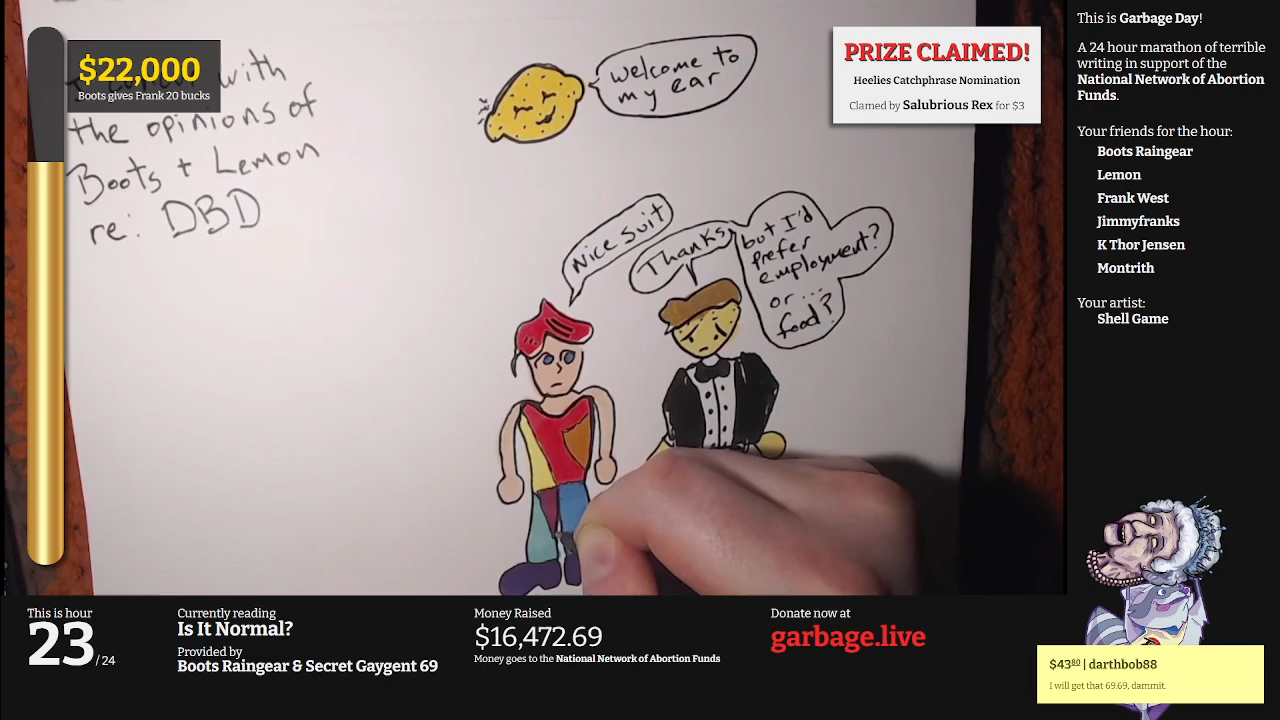 $22,000
Boots gives Frank 20 bucks
with
the opinions of
Boots + Lemon
re: DBD
welcome to
my ear
Nice suit
Thanks,
but I'd
prefer
employment?
or ...
food?
PRIZE CLAIMED!
Heelies Catchphrase Nomination
Clamed by Salubrious Rex for $3
This is Garbage Day!
A 24 hour marathon of terrible
writing in support of the
National Network of Abortion
Funds.
Your friends for the hour:
Boots Raingear
Lemon
Frank West
Jimmyfranks
K Thor Jensen
Montrith
Your artist:
Shell Game
This is hour
23 / 24
Currently reading
Is It Normal?
Provided by
Boots Raingear & Secret Gaygent 69
Money Raised
$16,472.69
Money goes to the National Network of Abortion Funds
Donate now at
garbage.live
$43.80 | darthbob88
I will get that 69.69, dammit.